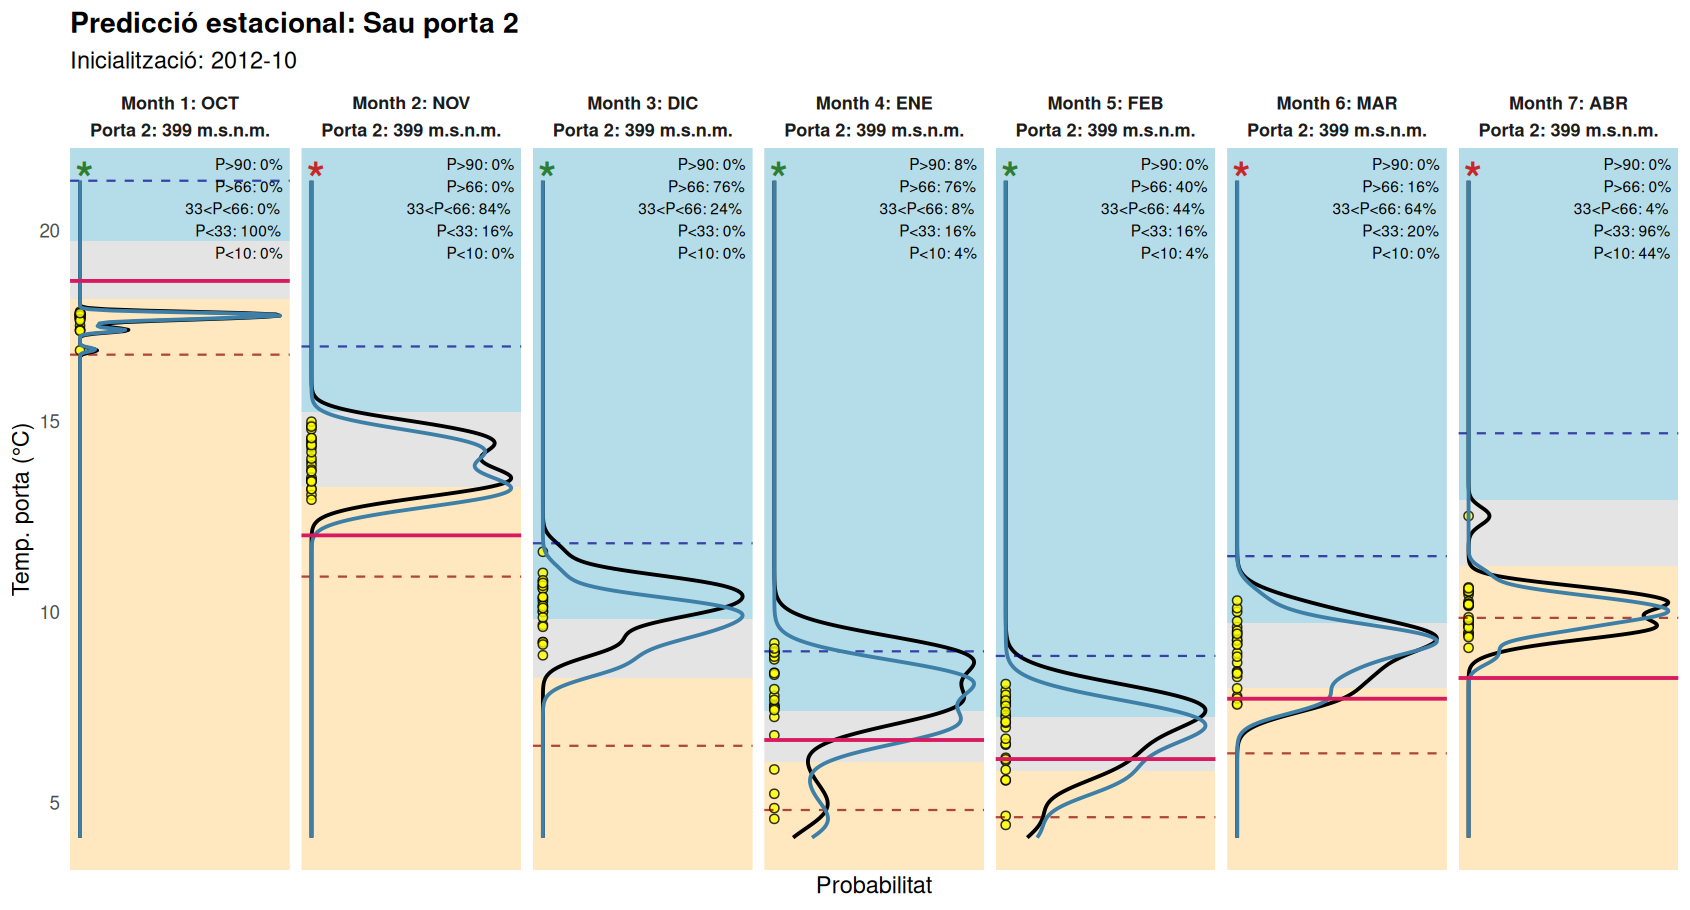 Predicció estacional: Sau porta 2
Inicialització: 2012-10
Month 1: OCT
Porta 2: 399 m.s.n.m.
Month 2: NOV
Porta 2: 399 m.s.n.m.
Month 3: DIC
Porta 2: 399 m.s.n.m.
Month 4: ENE
Porta 2: 399 m.s.n.m.
Month 5: FEB
Porta 2: 399 m.s.n.m.
Month 6: MAR
Porta 2: 399 m.s.n.m.
Month 7: ABR
Porta 2: 399 m.s.n.m.
*
P>90: 0%
P>66: 0%
33<P<66: 0%
P<33: 100%
P<10: 0%
*
P>90: 0%
P>66: 0%
33<P<66: 84%
P<33: 16%
P<10: 0%
*
P>90: 0%
P>66: 76%
33<P<66: 24%
P<33: 0%
P<10: 0%
*
P>90: 8%
P>66: 76%
33<P<66: 8%
P<33: 16%
P<10: 4%
*
P>90: 0%
P>66: 40%
33<P<66: 44%
P<33: 16%
P<10: 4%
*
P>90: 0%
P>66: 16%
33<P<66: 64%
P<33: 20%
P<10: 0%
*
P>90: 0%
P>66: 0%
33<P<66: 4%
P<33: 96%
P<10: 44%
20
15
10
5
Temp. porta (°C)
Probabilitat